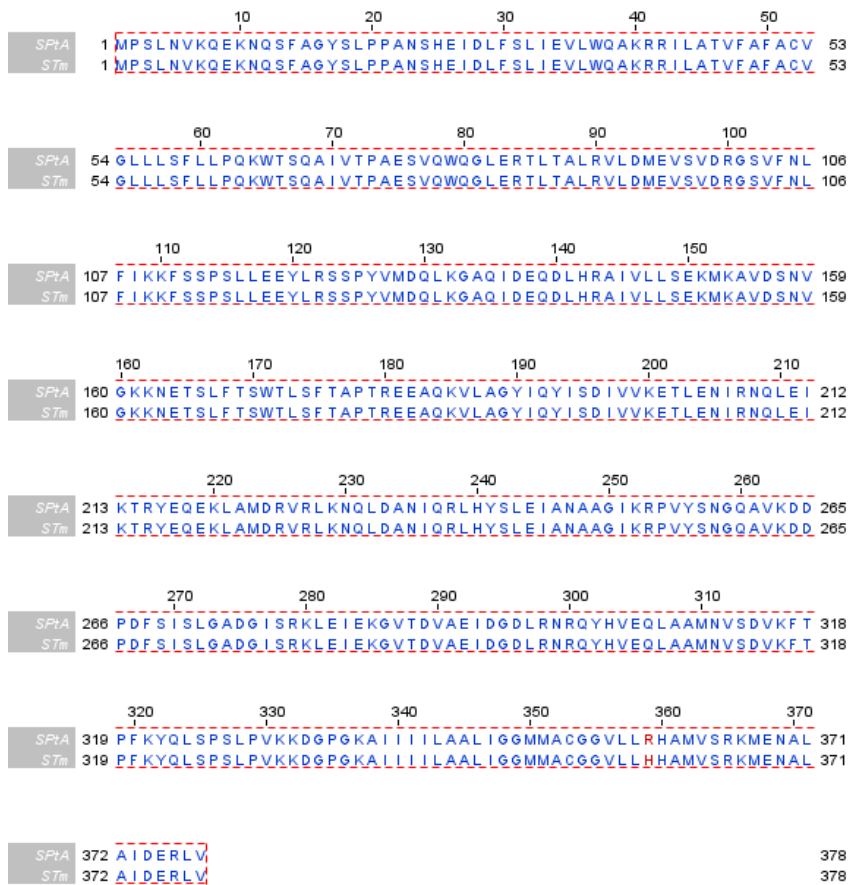 10 20 30 40 50
SPtA 1 MPSLNVKQEKNQSFAGYSLPPANSHEIDLFSLIEVLWQAKRRILATVFAFACV 53
STm 1 MPSLNVKQEKNQSFAGYSLPPANSHEIDLFSLIEVLWQAKRRILATVFAFACV 53
60 70 80 90 100
SPtA 54 GLLLSFLLPQKWTSQAIVTPAESVQWQGLERTLTALRVLDMEVSVDRGSVFNL 106
STm 54 GLLLSFLLPQKWTSQAIVTPAESVQWQGLERTLTALRVLDMEVSVDRGSVFNL 106
110 120 130 140 150
SPtA 107 FIKKFSSPSLLEEYLRSSPYVMDQLKGAQIDEQDLHRAIVLLSEKMKAVDSNV 159
STm 107 FIKKFSSPSLLEEYLRSSPYVMDQLKGAQIDEQDLHRAIVLLSEKMKAVDSNV 159
160 170 180 190 200 210
SPtA 160 GKKNETSLFTSWTLSFTAPTREEAQKVLAGYIQYISDIVVKETLENIRNQLEI 212
STm 160 GKKNETSLFTSWTLSFTAPTREEAQKVLAGYIQYISDIVVKETLENIRNQLEI 212
220 230 240 250 260
SPtA 213 KTRYEQEKLAMDRVRLKNQLDANIQRLHYSLEIANAAGIKRPVYSNGQAVKDD 265
STm 213 KTRYEQEKLAMDRVRLKNQLDANIQRLHYSLEIANAAGIKRPVYSNGQAVKDD 265
270 280 290 300 310
SPtA 266 PDFSISLGADGISRKLEIEKGVTDVAEIDGDLRNRQYHVEQLAAMNVSDVKFT 318
STm 266 PDFSISLGADGISRKLEIEKGVTDVAEIDGDLRNRQYHVEQLAAMNVSDVKFT 318
320 330 340 350 360 370
SPtA 319 PFKYQLSPSLPVKKDGPGKAIIIILAALIGGMMACGGVLLRHAMVSRKMENAL 371
STm 319 PFKYQLSPSLPVKKDGPGKAIIIILAALIGGMMACGGVLLHHAMVSRKMENAL 371
SPtA 372 AIDERLV 378
STm 372 AIDERLV 378